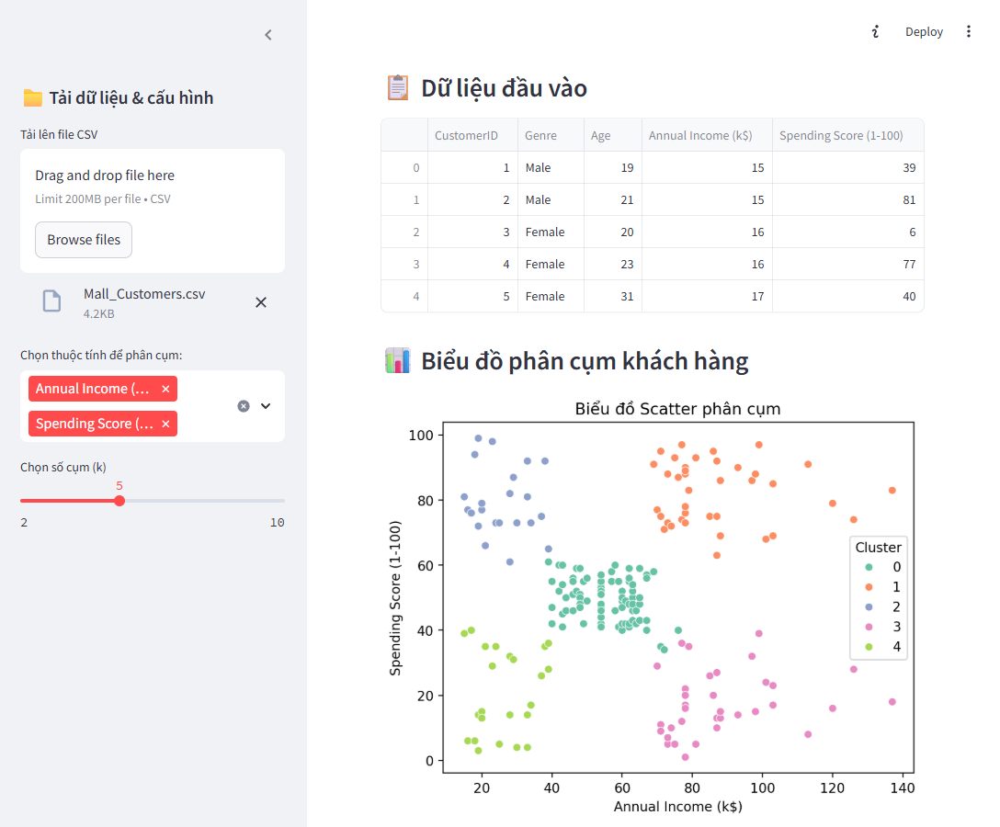 Deploy
Tải dữ liệu & cấu hình
Tải lên file CSV
Drag and drop file here
Limit 200MB per file • CSV
Browse files
Mall_Customers.csv
4.2KB
Chọn thuộc tính để phân cụm:
Annual Income (...
Spending Score (...
Chọn số cụm (k)
5
2 10
Dữ liệu đầu vào
CustomerID Genre Age Annual Income (k$) Spending Score (1-100)
0 1 Male 19 15 39
1 2 Male 21 15 81
2 3 Female 20 16 6
3 4 Female 23 16 77
4 5 Female 31 17 40
Biểu đồ phân cụm khách hàng
Biểu đồ Scatter phân cụm
Spending Score (1-100)
100
80
60
40
20
0
Cluster
0
1
2
3
4
20 40 60 80 100 120 140
Annual Income (k$)